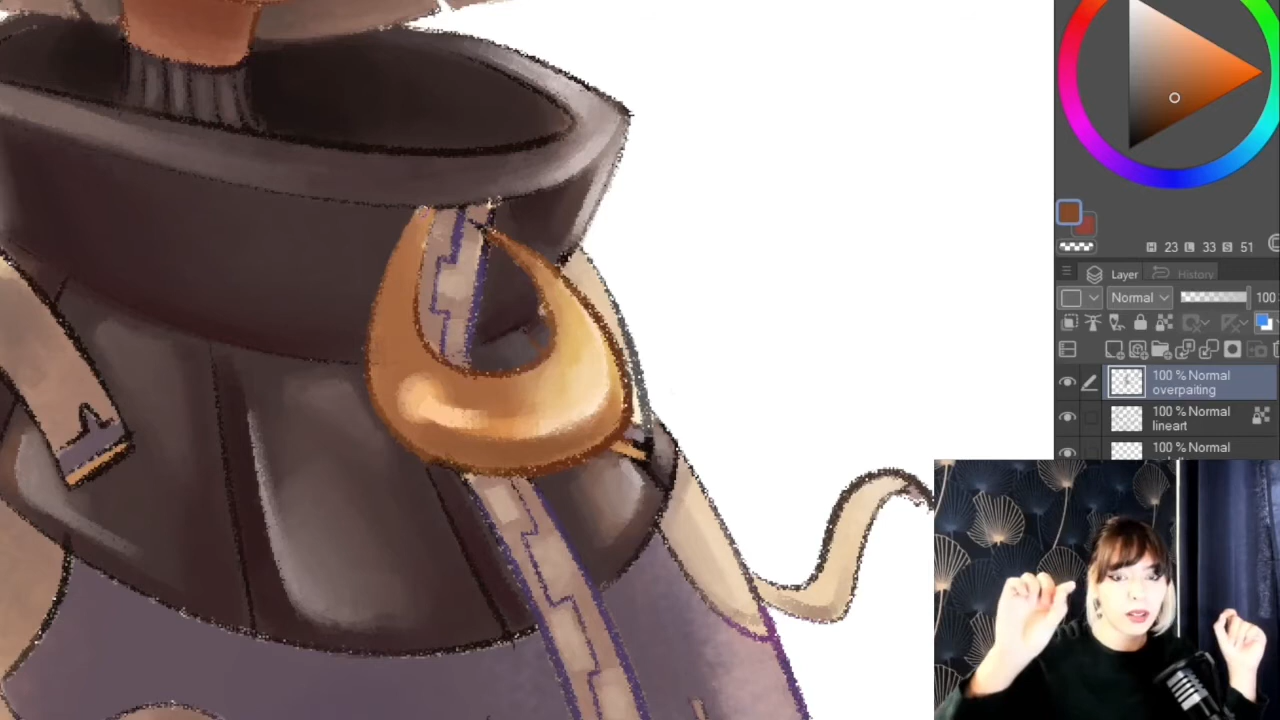 H 23 L 33 S 51
Layer History
Normal 100
100 % Normal
overpaiting
100 % Normal
lineart
100 % Normal